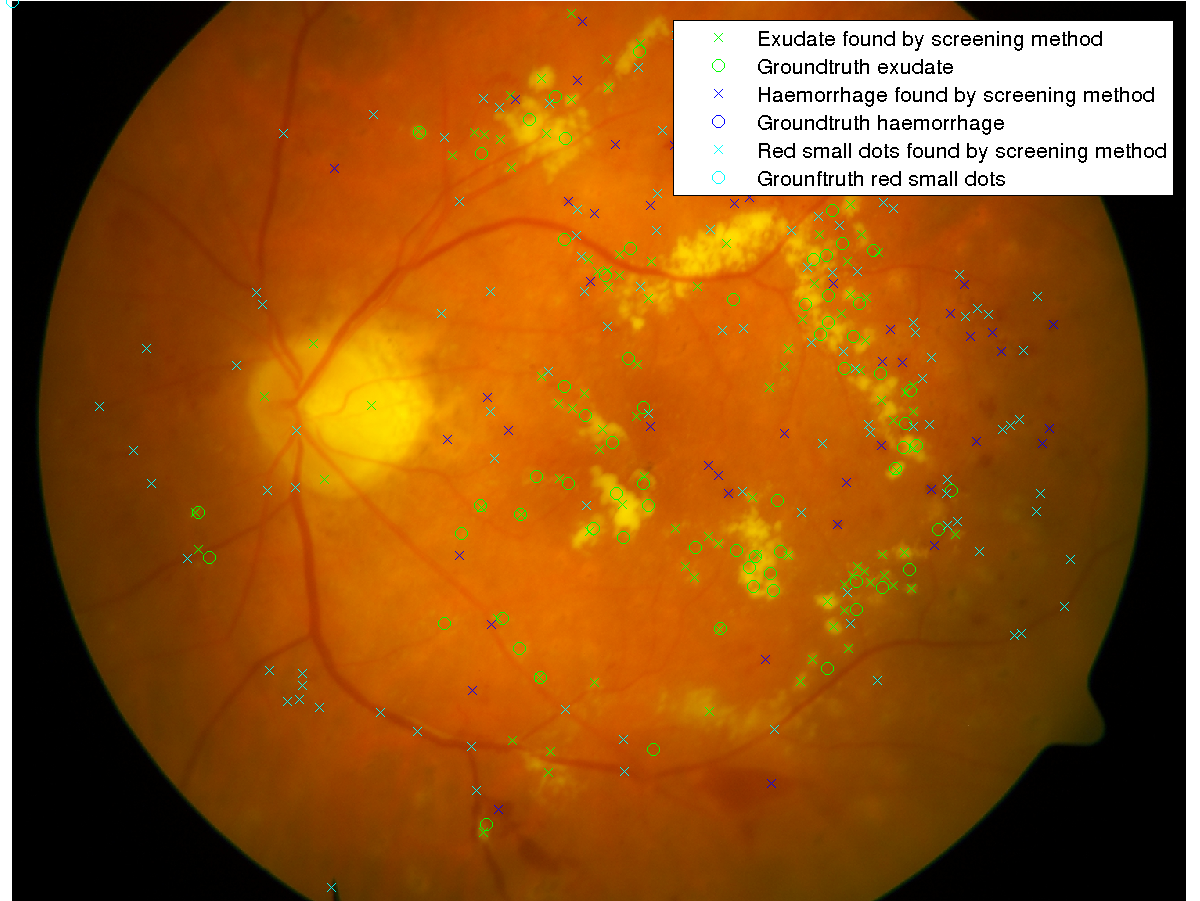 Exudate found by screening method
Groundtruth exudate
Haemorrhage found by screening method
Groundtruth haemorrhage
Red small dots found by screening method
Grounftruth red small dots